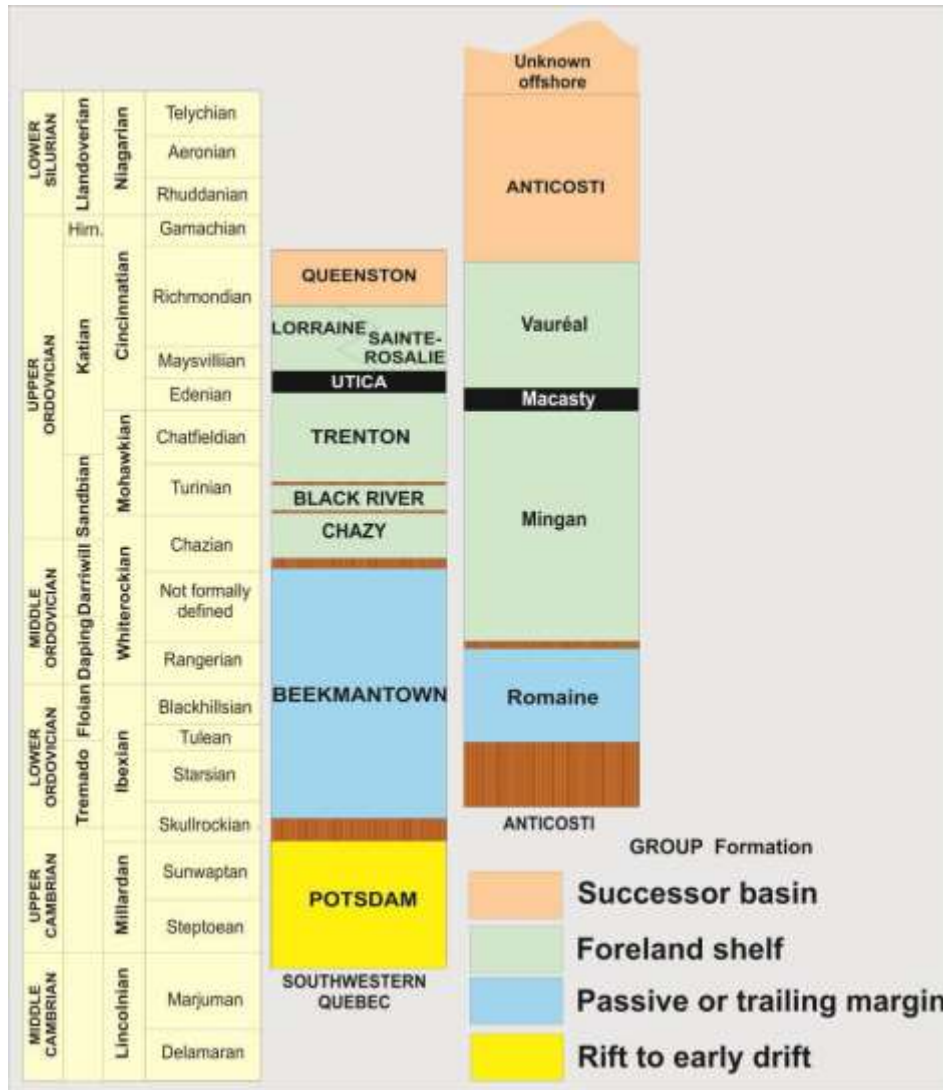 Unknown
offshore
LOWER
SILURIAN
Llandoverian
Niagarian
Telychian
Aeronian
Rhuddanian
ANTICOSTI
UPPER
ORDOVICIAN
Hirn.
Katian
Sandbian
Cincinnatian
Mohawkian
Gamachian
Richmondian
Maysvilliian
Edenian
Chatfieldian
Turinian
QUEENSTON
LORRAINE
SAINTE-
ROSALIE
UTICA
TRENTON
BLACK RIVER
CHAZY
Vauréal
Macasty
Mingan
MIDDLE
ORDOVICIAN
Darriwill
Daping
Whiterockian
Chazian
Not formally
defined
Rangerian
LOWER
ORDOVICIAN
Floian
Tremado
Ibexian
Blackhillsian
Tulean
Starsian
Skullrockian
BEEKMANTOWN
Romaine
ANTICOSTI
UPPER
CAMBRIAN
Millardan
Sunwaptan
Steptoean
POTSDAM
SOUTHWESTERN
QUEBEC
MIDDLE
CAMBRIAN
Lincolnian
Marjuman
Delamaran
GROUP Formation
Successor basin
Foreland shelf
Passive or trailing margin
Rift to early drift